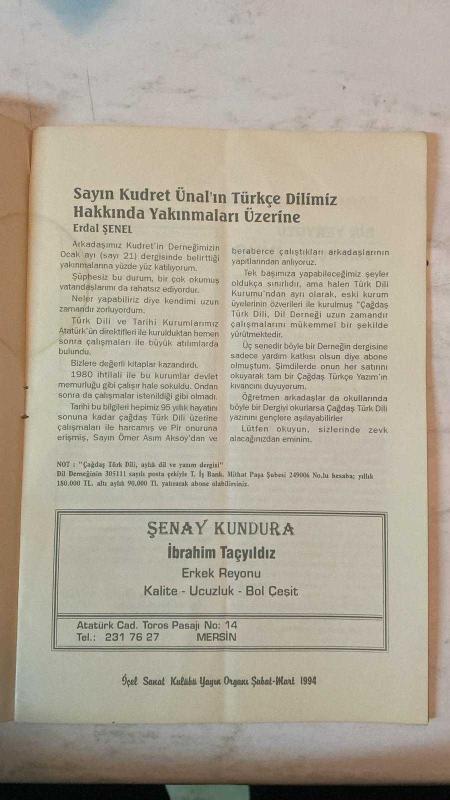 Sayın Kudret Ünal'ın Türkçe Dilimiz
Hakkında Yakınmaları Üzerine
Erdal ŞENEL
Arkadaşımız Kudret'in Derneğimizin
Ocak ayı (sayı 21) dergisinde belirttiği
yakınmalarına yüzde yüz katılıyorum.
Şüphesiz bu durum, bir çok okumuş
vatandaşlarımı da rahatsız ediyordur.
Neler yapabiliriz diye kendimi uzun
zamandır zorluyordum.
Türk Dili ve Tarihi Kurumlarımız
Atatürk'ün direktifleri ile kurulduktan hemen
sonra çalışmaları ile büyük atılımlarda
bulundu.
Bizlere değerli kitaplar kazandırdı.
1980 ihtilali ile bu kurumlar devlet
memurluğu gibi çalışır hale sokuldu. Ondan
sonra da çalışmalar istenildiği gibi olmadı.
Tarihi bu bilgileri hepimiz 95 yıllık hayatını
sonuna kadar çağdaş Türk Dili üzerine
çalışmaları ile harcamış ve Pir onuruna
erişmiş, Sayın Ömer Asım Aksoy'dan ve
beraberce çalıştıkları arkadaşlarının
yapıtlarından anlıyoruz.
Tek başımıza yapabileceğimiz şeyler
oldukça sınırlıdır, ama halen Türk Dili
Kurumu'ndan ayrı olarak, eski kurum
üyelerinin özverileri ile kurulmuş "Çağdaş
Türk Dili, Dil Derneği uzun zamandır
çalışmalarını mükemmel bir şekilde
yürütmektedir.
Üç senedir böyle bir Derneğin dergisine
sadece yardım katkısı olsun diye abone
olmuştum. Şimdilerde onun her satırını
okuyarak tam bir Çağdaş Türkçe Yazım'ın
kıvancını duyuyorum.
Öğretmen arkadaşlar da okullarında
böyle bir Dergiyi okurlarsa Çağdaş Türk Dili
yazınını gençlere aşılayabilirler
Lütfen okuyun, sizlerinde zevk
alacağınızdan eminim.
NOT : "Çağdaş Türk Dili, aylık dil ve yazım dergisi"
Dil Derneğinin 305111 sayılı posta çekiyle T. İş Bank. Mithat Paşa Şubesi 249006 No.lu hesaba; yıllık
180.000 TL. altı aylık 90.000 TL yatırarak abone olabilirsiniz.
ŞENAY KUNDURA
İbrahim Taçyıldız
Erkek Reyonu
Kalite - Ucuzluk - Bol Çeşit
Atatürk Cad. Toros Pasajı No: 14
Tel.: 231 76 27 MERSİN
İçel Sanat Kulübü Yayın Organı Şubat-Mart 1994